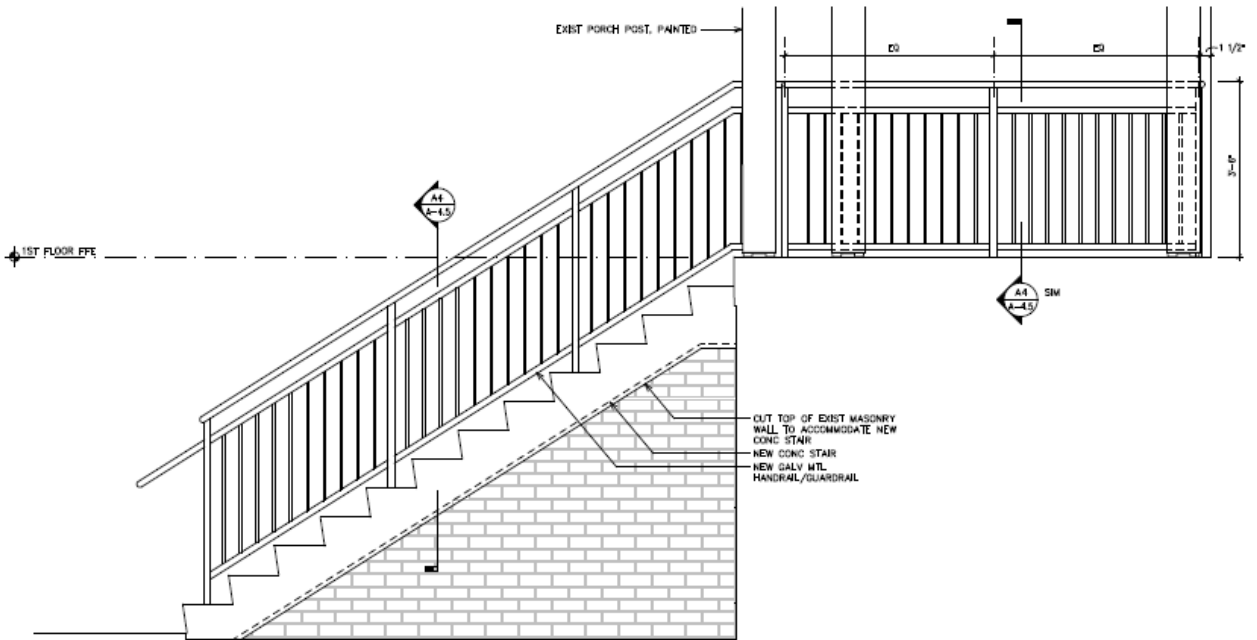 EXIST PORCH POST, PAINTED
EQ
EQ
1 1/2"
3'-6"
A4
A-4.5
1ST FLOOR FFE
A4
A-4.5
SIM
CUT TOP OF EXIST MASONRY
WALL TO ACCOMMODATE NEW
CONC STAIR
NEW CONC STAIR
NEW GALV MTL
HANDRAIL/GUARDRAIL